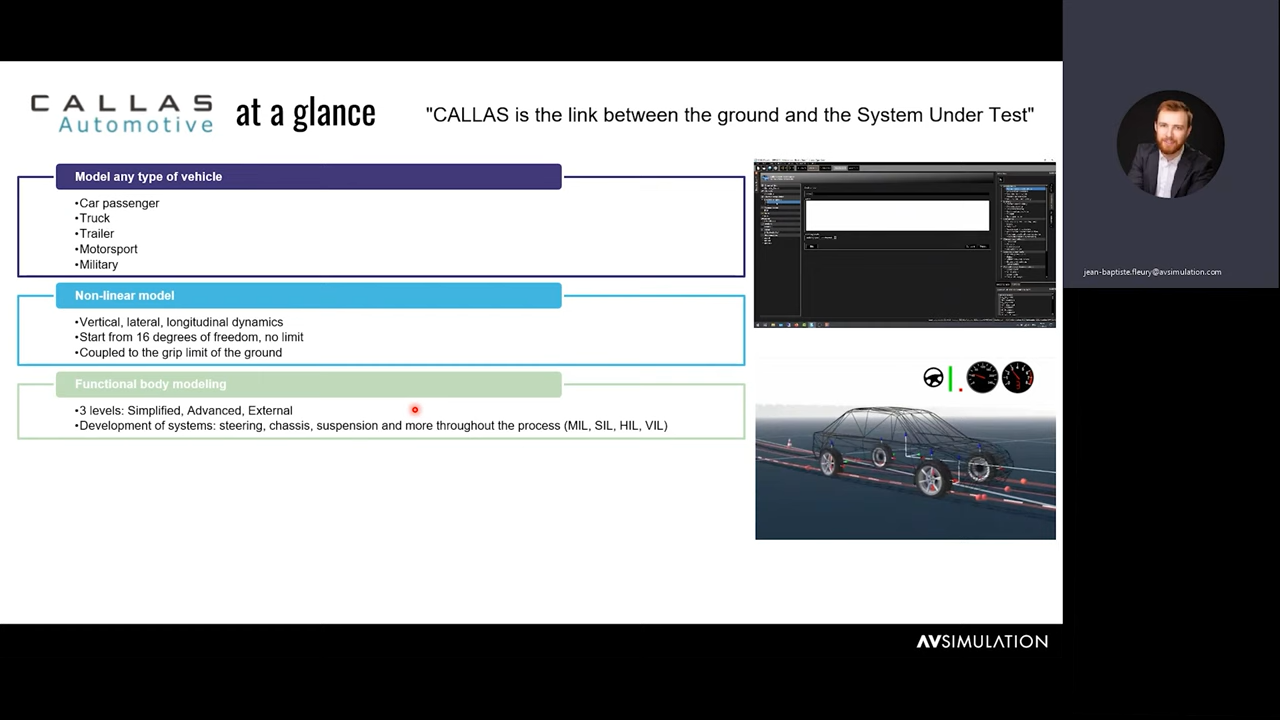 CALLAS
Automotive
at a glance
"CALLAS is the link between the ground and the System Under Test"
Model any type of vehicle
•Car passenger
•Truck
•Trailer
•Motorsport
•Military
Non-linear model
•Vertical, lateral, longitudinal dynamics
•Start from 16 degrees of freedom, no limit
•Coupled to the grip limit of the ground
Functional body modeling
•3 levels: Simplified, Advanced, External
•Development of systems: steering, chassis, suspension and more throughout the process (MIL, SIL, HIL, VIL)
jean-baptiste.fleury@avsimulation.com
AVSIMULATION